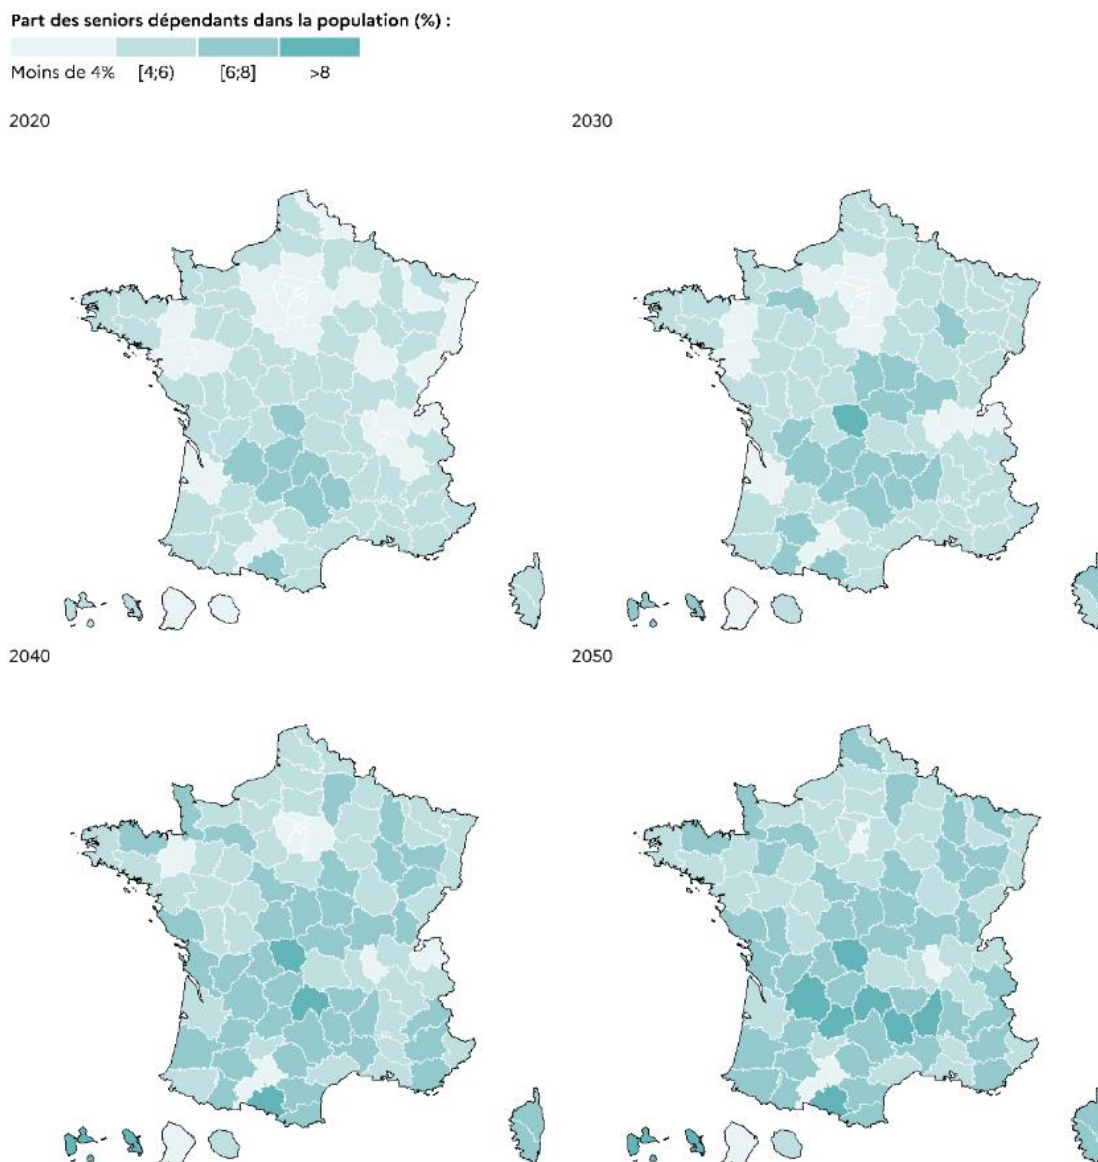 Part des seniors dépendants dans la population (%) :
Moins de 4% [4;6) [6;8] >8
2020 2030
2040 2050